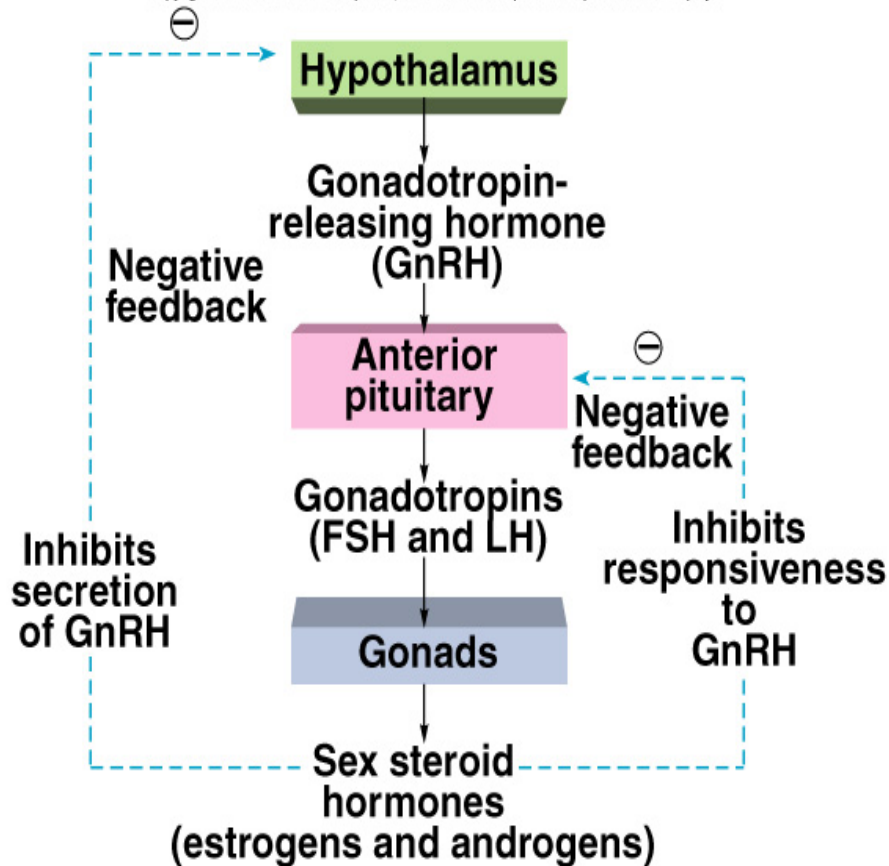 Hypothalamus
Gonadotropin-
releasing hormone
(GnRH)
Negative
feedback
Anterior
pituitary
Negative
feedback
Gonadotropins
(FSH and LH)
Inhibits
secretion
of GnRH
Inhibits
responsiveness
to
GnRH
Gonads
Sex steroid
hormones
(estrogens and androgens)